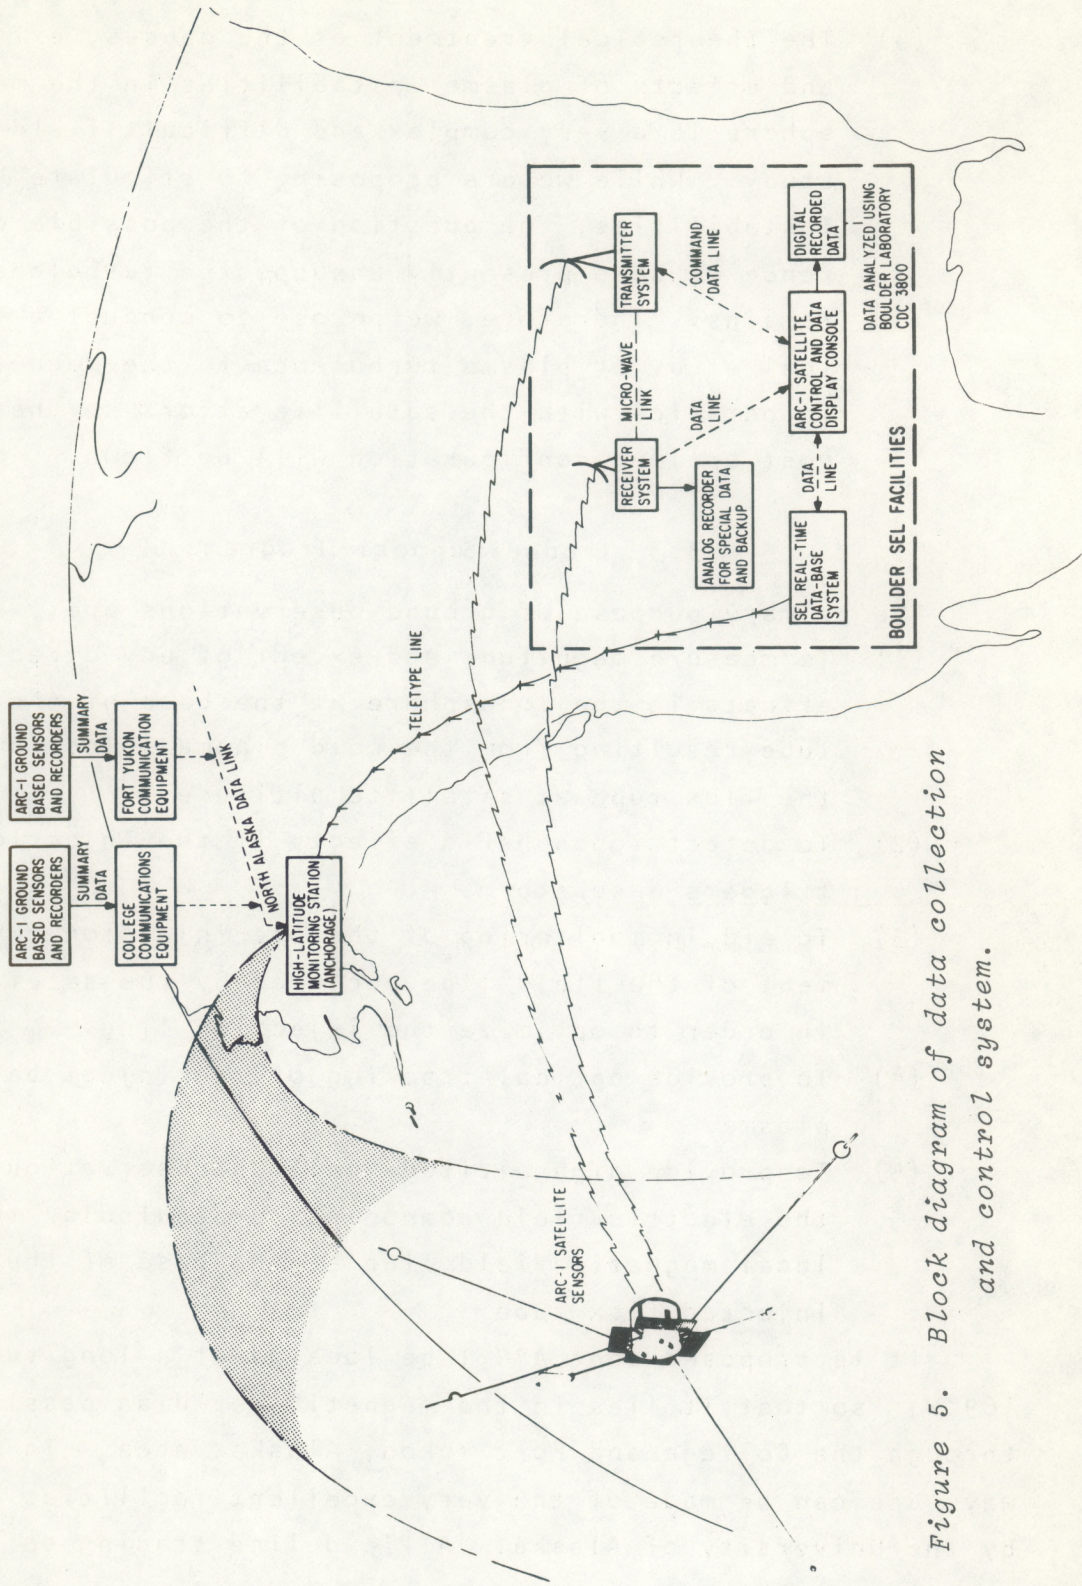 ARC-I GROUND
BASED SENSORS
AND RECORDERS
SUMMARY
DATA
COLLEGE
COMMUNICATIONS
EQUIPMENT
ARC-I GROUND
BASED SENSORS
AND RECORDERS
SUMMARY
DATA
FORT YUKON
COMMUNICATION
EQUIPMENT
NORTH ALASKA DATA LINK
HIGH-LATITUDE
MONITORING STATION
(ANCHORAGE)
TELETYPE LINE
ARC-I SATELLITE
SENSORS
RECEIVER
SYSTEM
MICRO-WAVE
LINK
TRANSMITTER
SYSTEM
ANALOG RECORDER
FOR SPECIAL DATA
AND BACKUP
DATA
LINE
COMMAND
DATA LINE
SEL REAL-TIME
DATA-BASE
SYSTEM
DATA
LINE
ARC-I SATELLITE
CONTROL AND DATA
DISPLAY CONSOLE
DIGITAL
RECORDED
DATA
DATA ANALYZED USING
BOULDER LABORATORY
CDC 3800
BOULDER SEL FACILITIES
Figure 5. Block diagram of data collection
and control system.